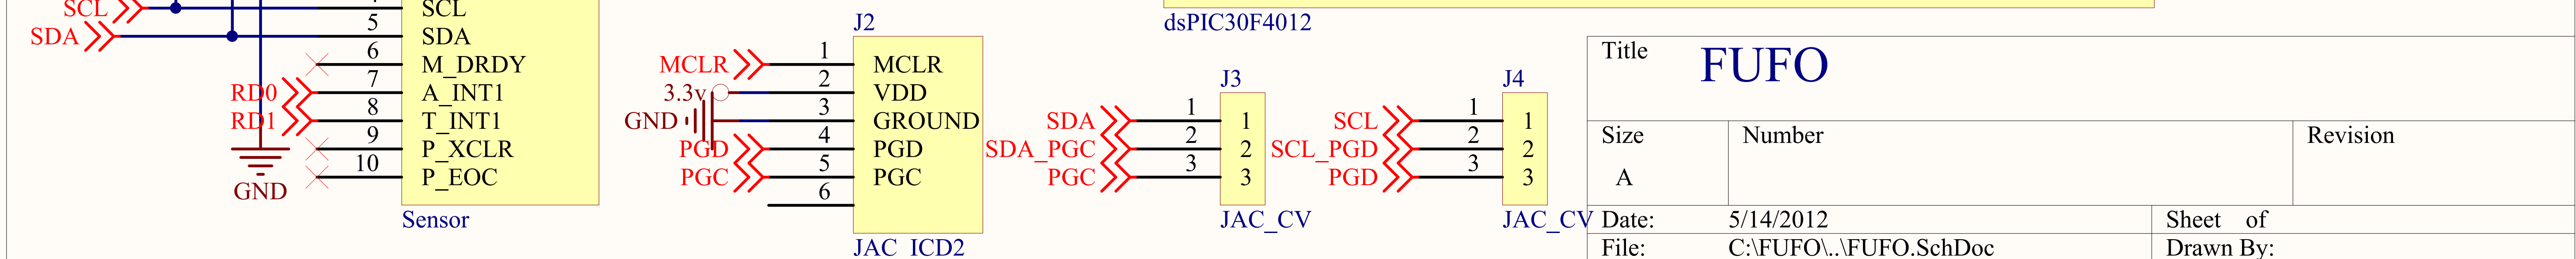 SCL
SCL
5
SDA
SDA
6
M_DRDY
7
RD0
A_INT1
8
RD1
T_INT1
9
P_XCLR
10
P_EOC
GND
Sensor
J2
1
MCLR
MCLR
2
3.3v
VDD
3
GND
GROUND
4
PGD
PGD
5
PGC
PGC
6
JAC_ICD2
dsPIC30F4012
J3
1
SDA
1
2
SDA_PGC
2
3
PGC
3
JAC_CV
J4
1
SCL
1
2
SCL_PGD
2
3
PGD
3
JAC_CV
Title
FUFO
Size
Number
Revision
A
Date:
5/14/2012
Sheet of
File:
C:\FUFO\..\FUFO.SchDoc
Drawn By: